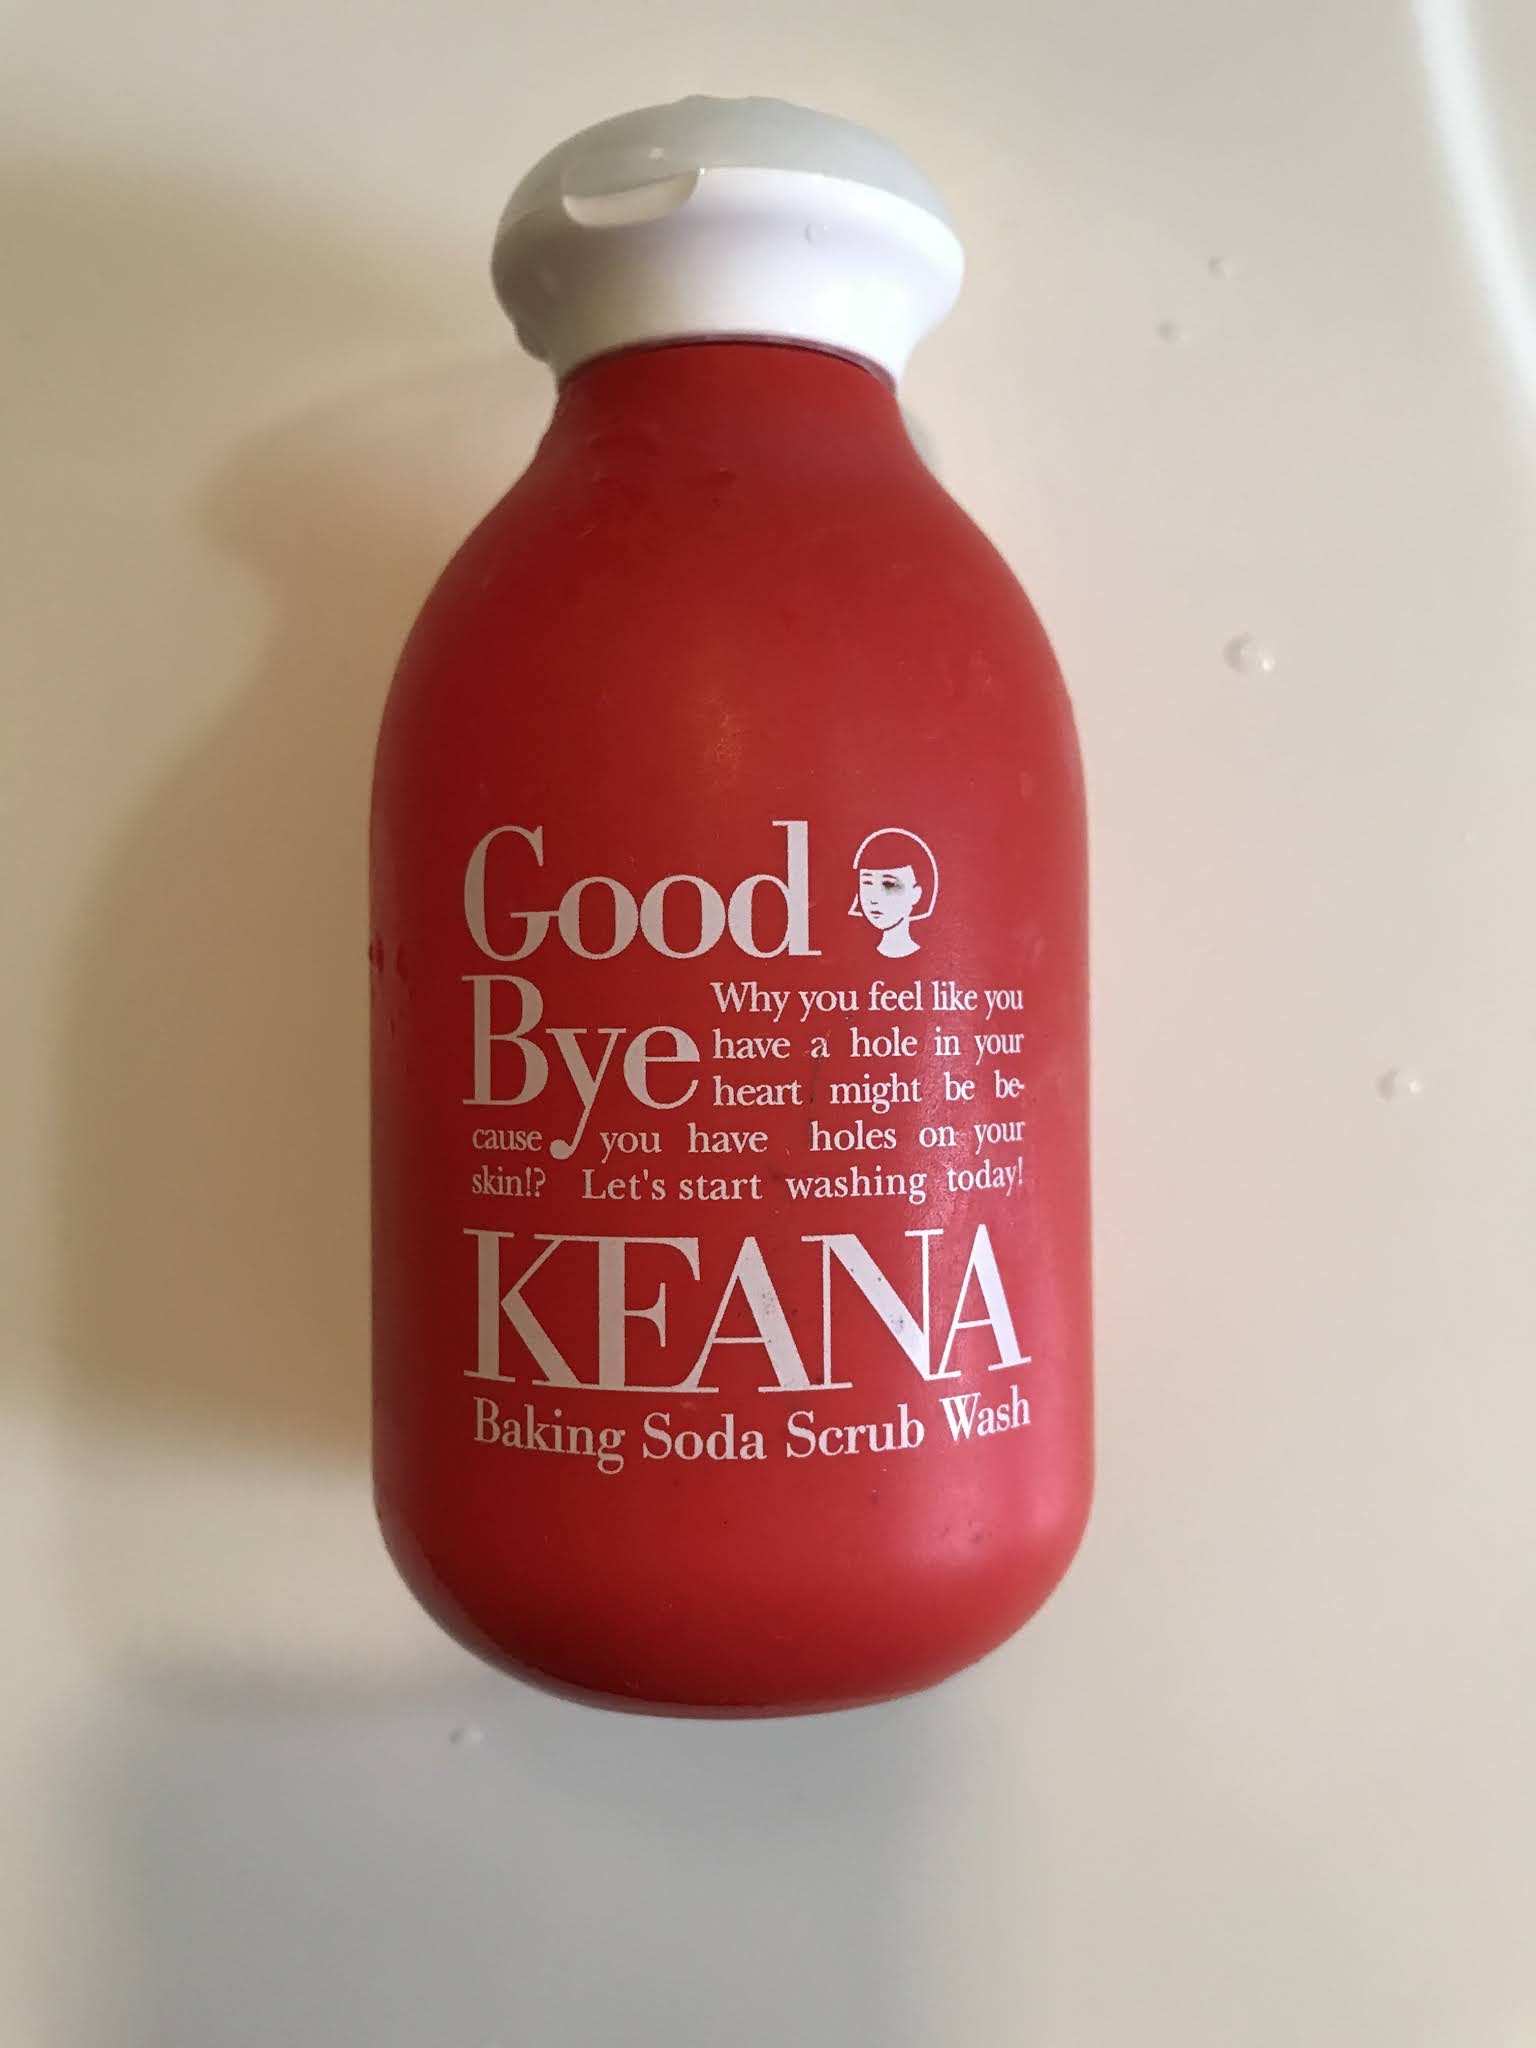 Good
Bye
Why you feel like you
have a hole in your
heart might be be-
cause you have holes on your
skin!? Let's start washing today!
KEANA
Baking Soda Scrub Wash